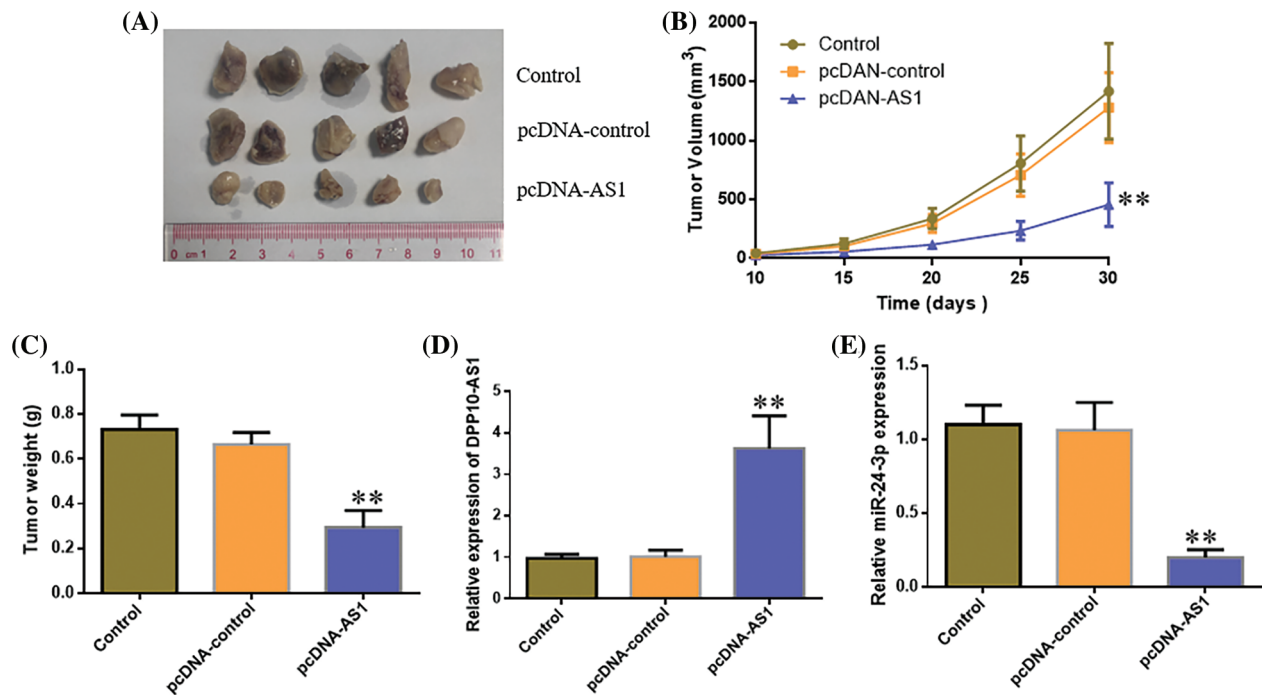 (A)
Control
pcDNA-control
pcDNA-AS1
0 cm 1 2 3 4 5 6 7 8 9 10 11
(B)
Tumor Volume(mm³)
2000
1500
1000
500
0
10 15 20 25 30
Time (days )
Control
pcDAN-control
pcDAN-AS1
**
(C)
Tumor weight (g)
1.0
0.8
0.6
0.4
0.2
0.0
**
Control
pcDNA-control
pcDNA-AS1
(D)
Relative expression of DPP10-AS1
5
4
3
2
1
0
**
Control
pcDNA-control
pcDNA-AS1
(E)
Relative miR-24-3p expression
1.5
1.0
0.5
0.0
**
Control
pcDNA-control
pcDNA-AS1